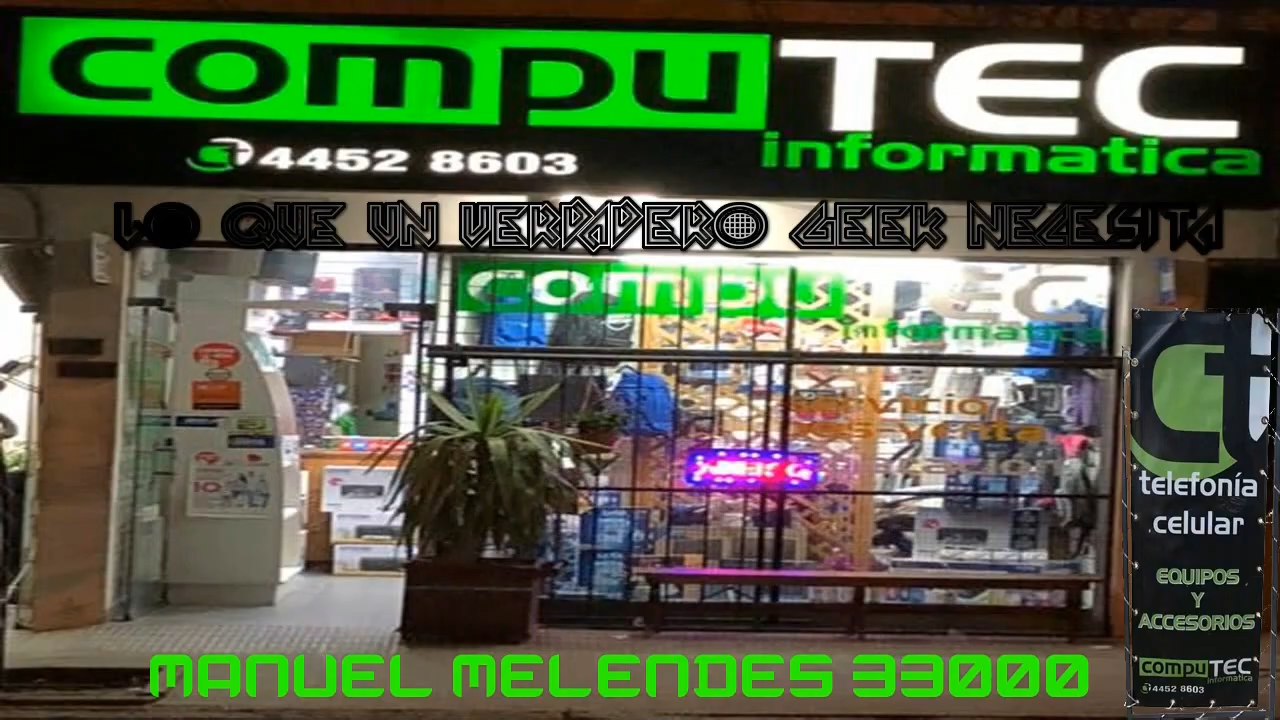 compuTEC
informatica
4452 8603
LO QUE UN VERDADERO GEEK NECESITA
compuTEC
informatica
servicio
telefonía
celular
EQUIPOS
Y
ACCESORIOS
compuTEC
informatica
4452 8603
MANUEL MELENDES 33000